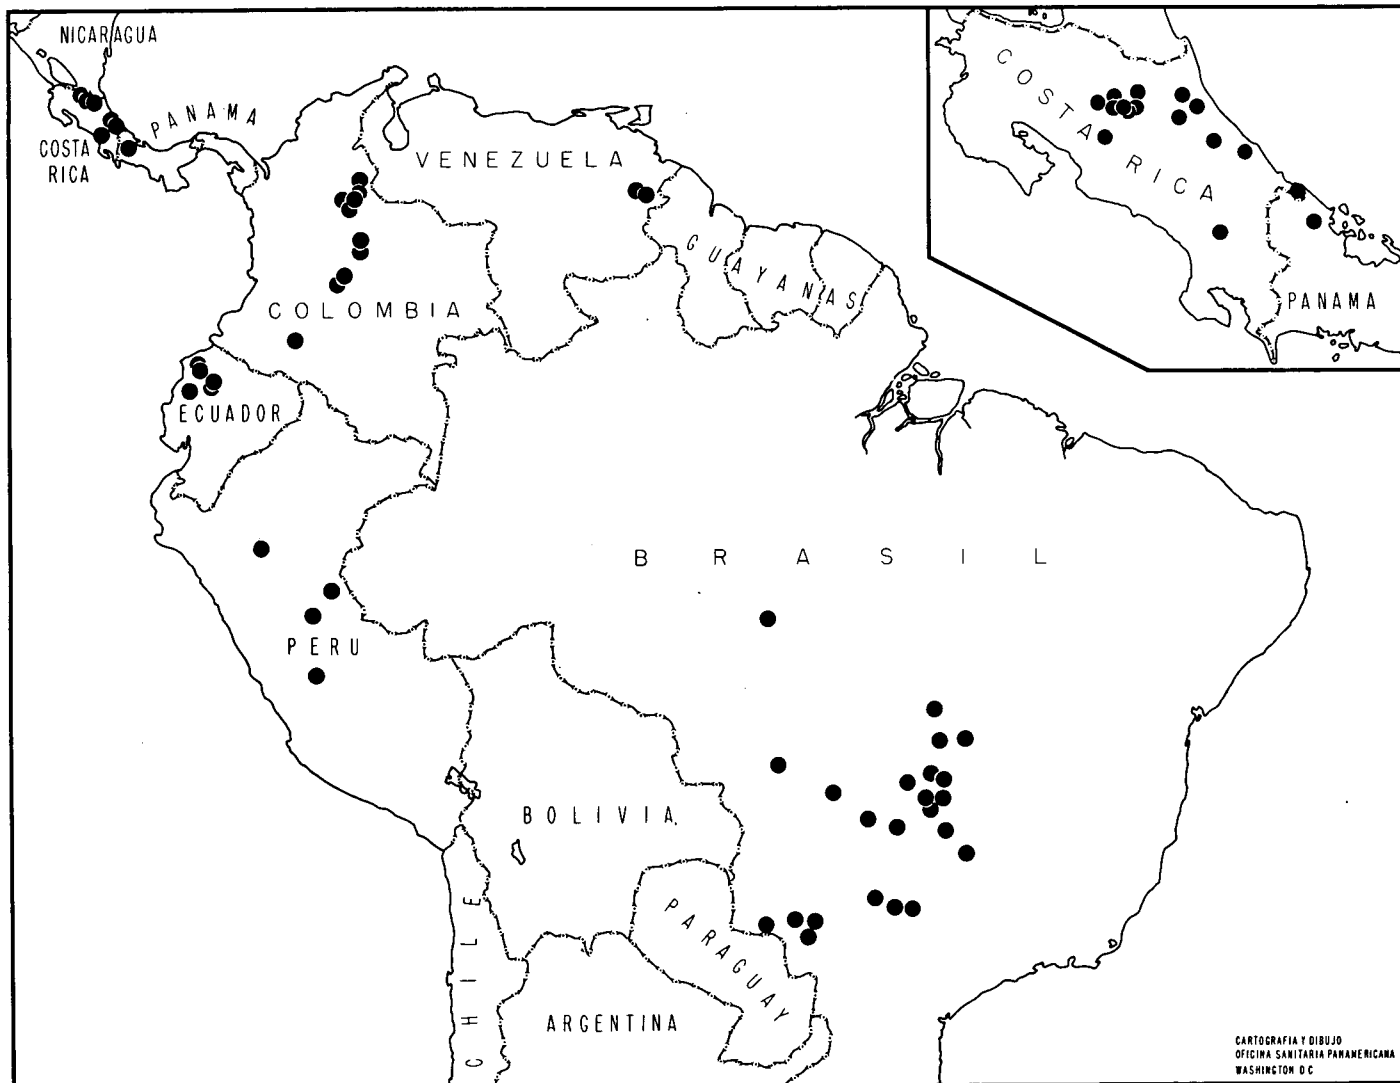 NICARAGUA
PANAMA
COSTA
RICA
VENEZUELA
GUAYANAS
COLOMBIA
ECUADOR
BRASIL
PERU
BOLIVIA
PARAGUAY
CHILE
ARGENTINA
COSTA RICA
PANAMA
CARTOGRAFIA Y DIBUJO
OFICINA SANITARIA PANAMERICANA
WASHINGTON D C